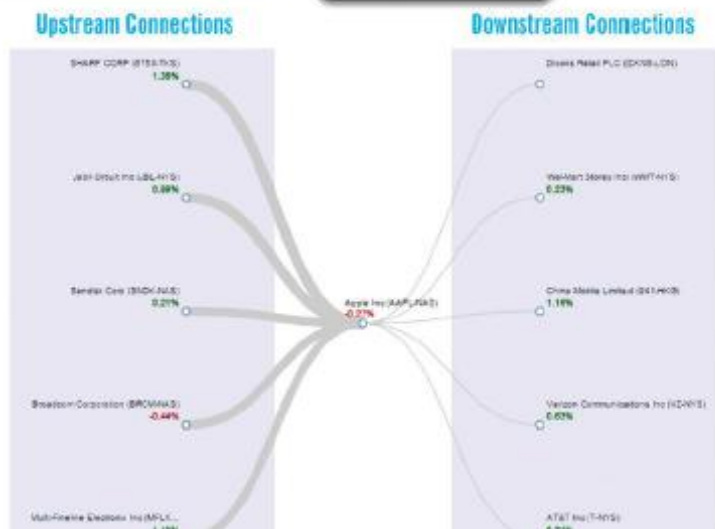 Upstream Connections
SHARP CORP (6753-TKS)
1.39%
Jabil Circuit Inc (JBL-NYS)
0.99%
Sandisk Corp (SNDK-NAS)
0.21%
Broadcom Corporation (BRCM-NAS)
-0.44%
Multi-Fineline Electronix Inc (MFLX...
Apple Inc (AAPL-NAS)
-0.27%
Downstream Connections
Dixons Retail PLC (DXNS-LON)
Wal-Mart Stores Inc (WMT-NYS)
0.23%
China Mobile Limited (941-HKG)
1.16%
Verizon Communications Inc (VZ-NYS)
0.63%
AT&T Inc (T-NYS)